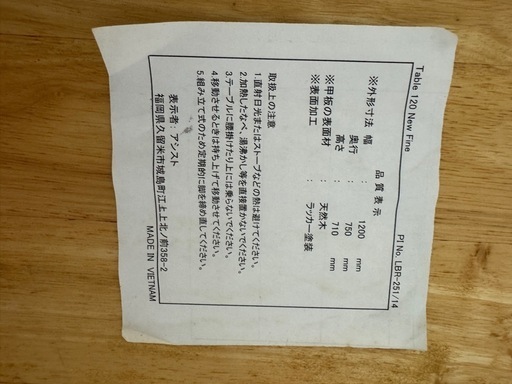 Table 120 New Fine
PI No. LBR-251/14
品 質 表 示
※外形寸法 幅 : 1200 mm
奥行 : 750 mm
高さ : 710 mm
※甲板の表面材 : 天然木
※表面加工 : ラッカー塗装
取扱上の注意
1.直射日光またはストーブなどの熱は避けてください。
2.加熱したなべ、湯沸かし等を直接置かないでください。
3.テーブルに腰掛けたり上には乗らないでください。
4.移動させるときは持ち上げて移動させてください。
5.組み立て式のため定期的に脚を締め直してください。
表示者:アシスト
福岡県久留米市城島町江上上北ノ前358-2
MADE IN VIETNAM